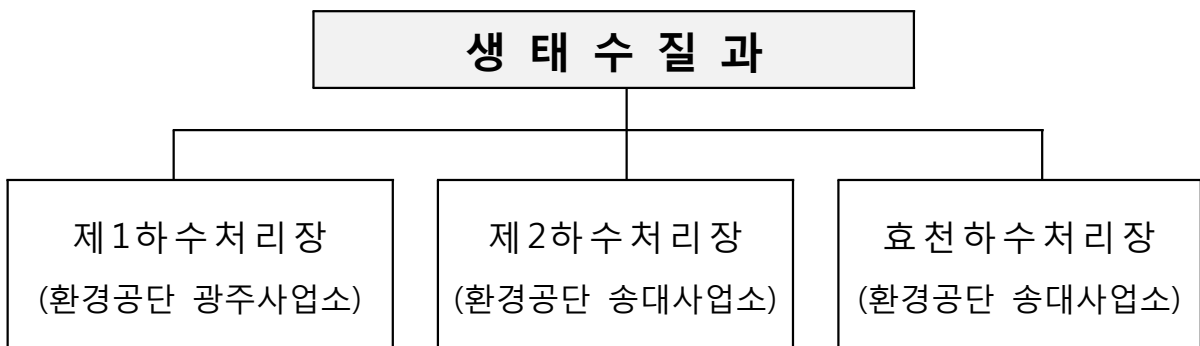 생태수질과
제1하수처리장
(환경공단 광주사업소)
제2하수처리장
(환경공단 송대사업소)
효천하수처리장
(환경공단 송대사업소)